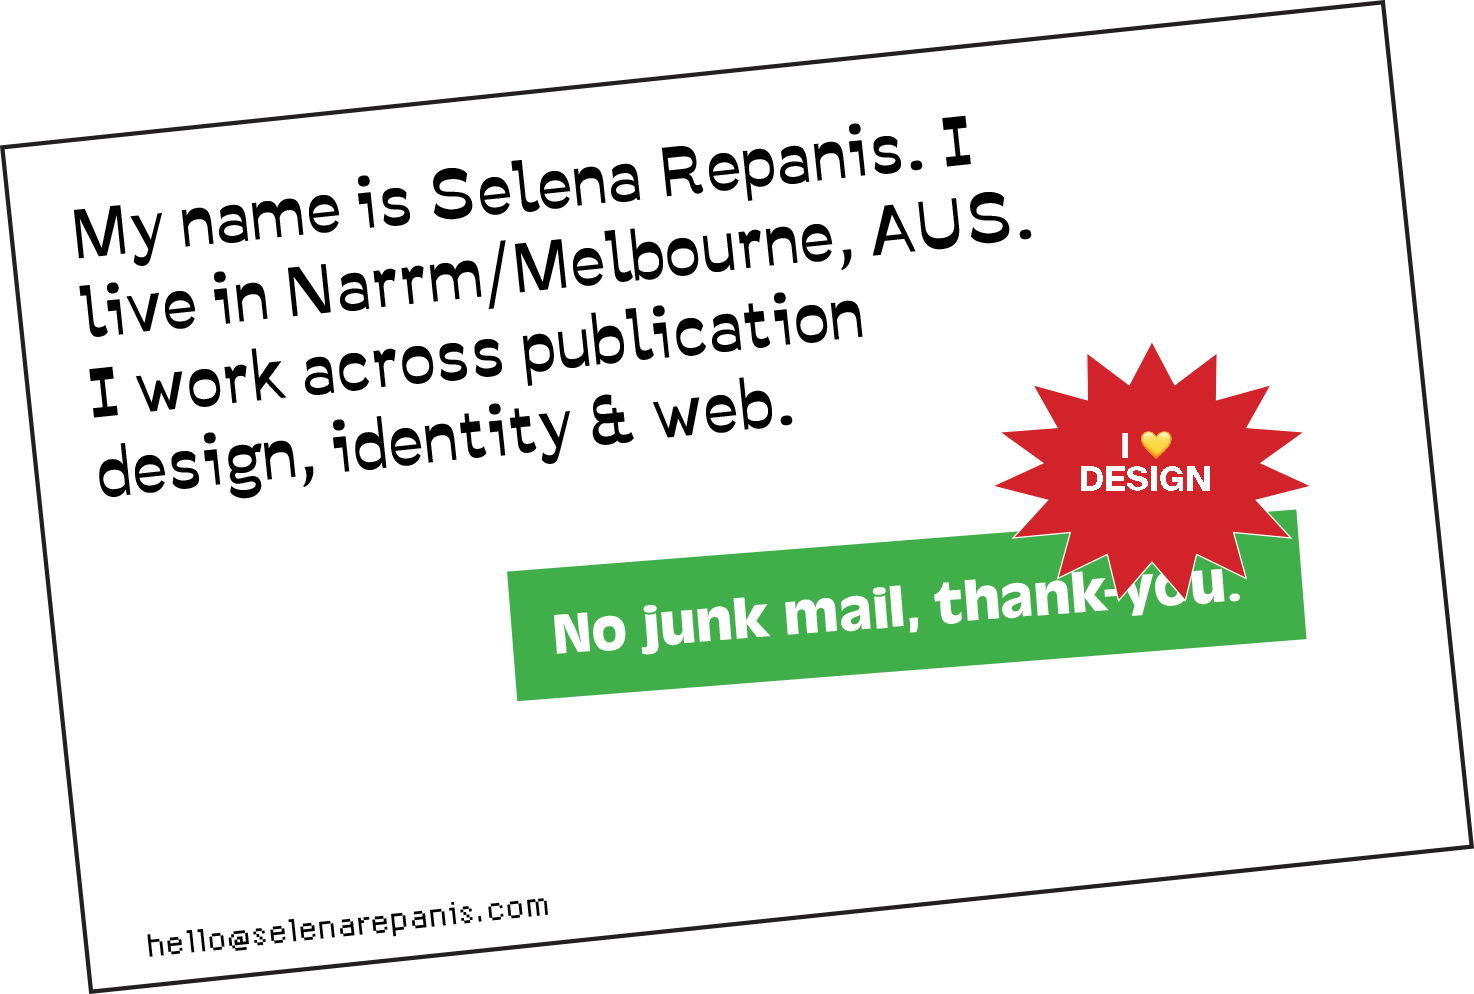 My name is Selena Repanis. I
live in Narrm/Melbourne, AUS.
I work across publication
design, identity & web.
I 💛
DESIGN
No junk mail, thank-you.
hello@selenarepanis.com